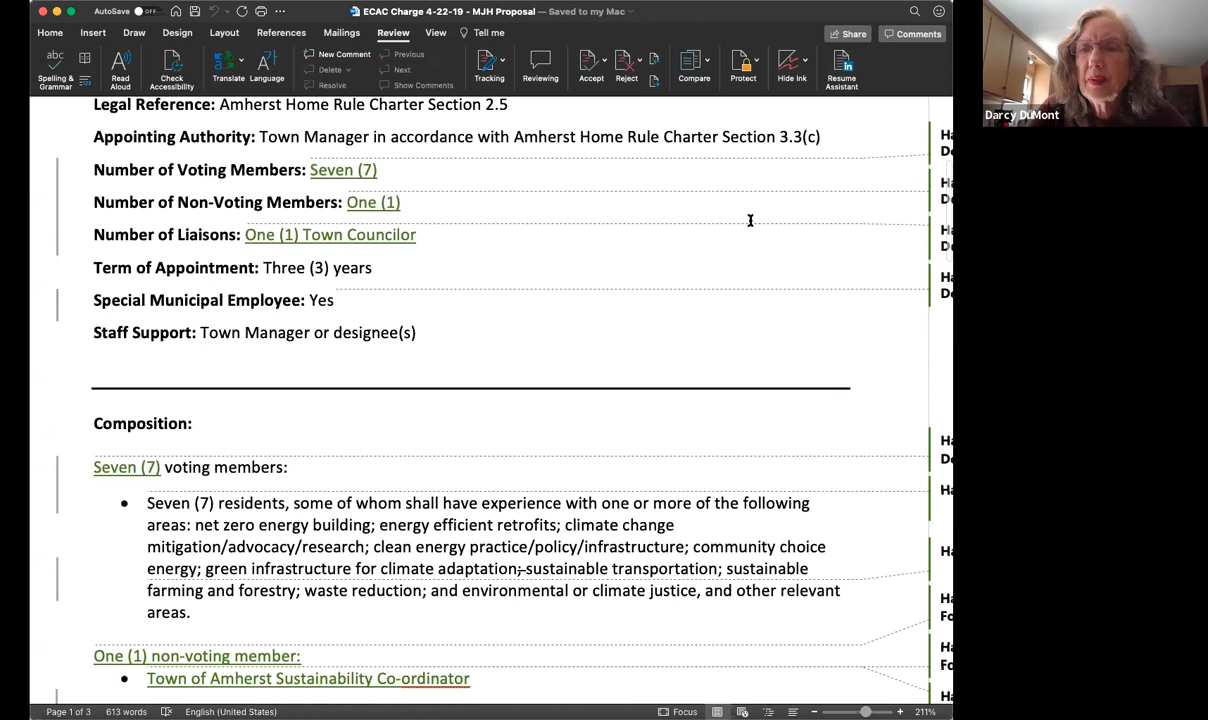 AutoSave OFF ECAC Charge 4-22-19 - MJH Proposal — Saved to my Mac
Home Insert Draw Design Layout References Mailings Review View Tell me Share Comments
abc Spelling & Grammar Read Aloud Check Accessibility Translate Language New Comment Delete Resolve Previous Next Show Comments Tracking Reviewing Accept Reject Compare Protect Hide Ink Resume Assistant
Legal Reference: Amherst Home Rule Charter Section 2.5
Appointing Authority: Town Manager in accordance with Amherst Home Rule Charter Section 3.3(c)
Number of Voting Members: Seven (7)
Number of Non-Voting Members: One (1)
Number of Liaisons: One (1) Town Councilor
Term of Appointment: Three (3) years
Special Municipal Employee: Yes
Staff Support: Town Manager or designee(s)
Composition:
Seven (7) voting members:
• Seven (7) residents, some of whom shall have experience with one or more of the following
areas: net zero energy building; energy efficient retrofits; climate change
mitigation/advocacy/research; clean energy practice/policy/infrastructure; community choice
energy; green infrastructure for climate adaptation; sustainable transportation; sustainable
farming and forestry; waste reduction; and environmental or climate justice, and other relevant
areas.
One (1) non-voting member:
• Town of Amherst Sustainability Co-ordinator
Page 1 of 3 613 words English (United States) Focus 211%
Darcy DuMont